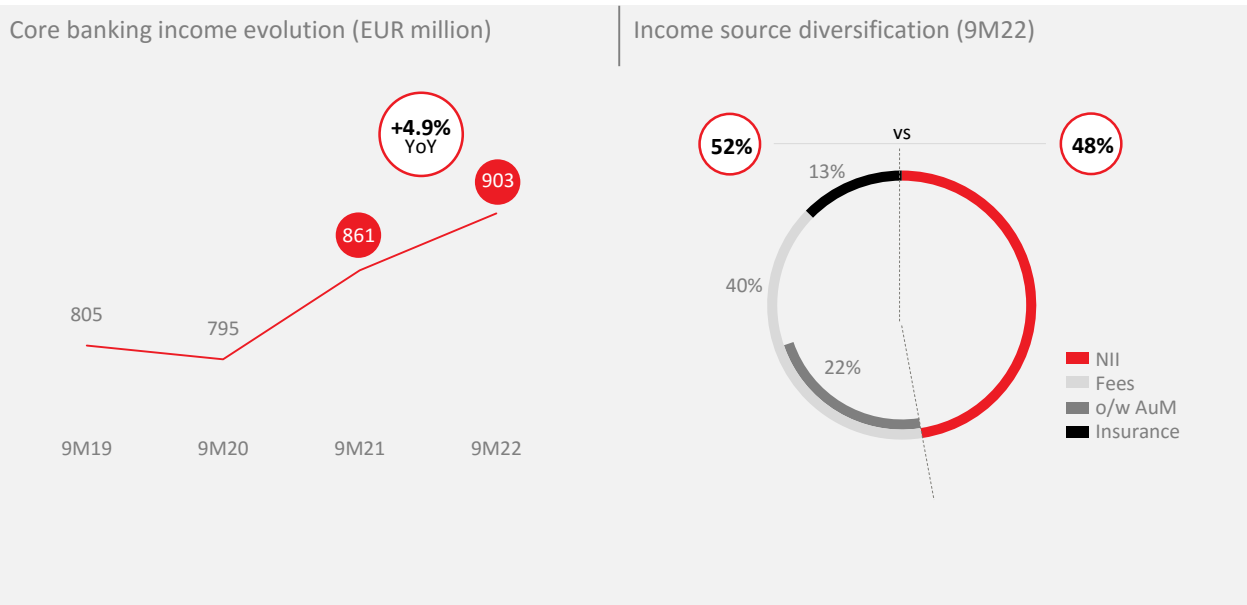 Core banking income evolution (EUR million)
+4.9%
YoY
903
861
805
795
9M19 9M20 9M21 9M22
Income source diversification (9M22)
52% vs 48%
13%
40%
22%
NII
Fees
o/w AuM
Insurance